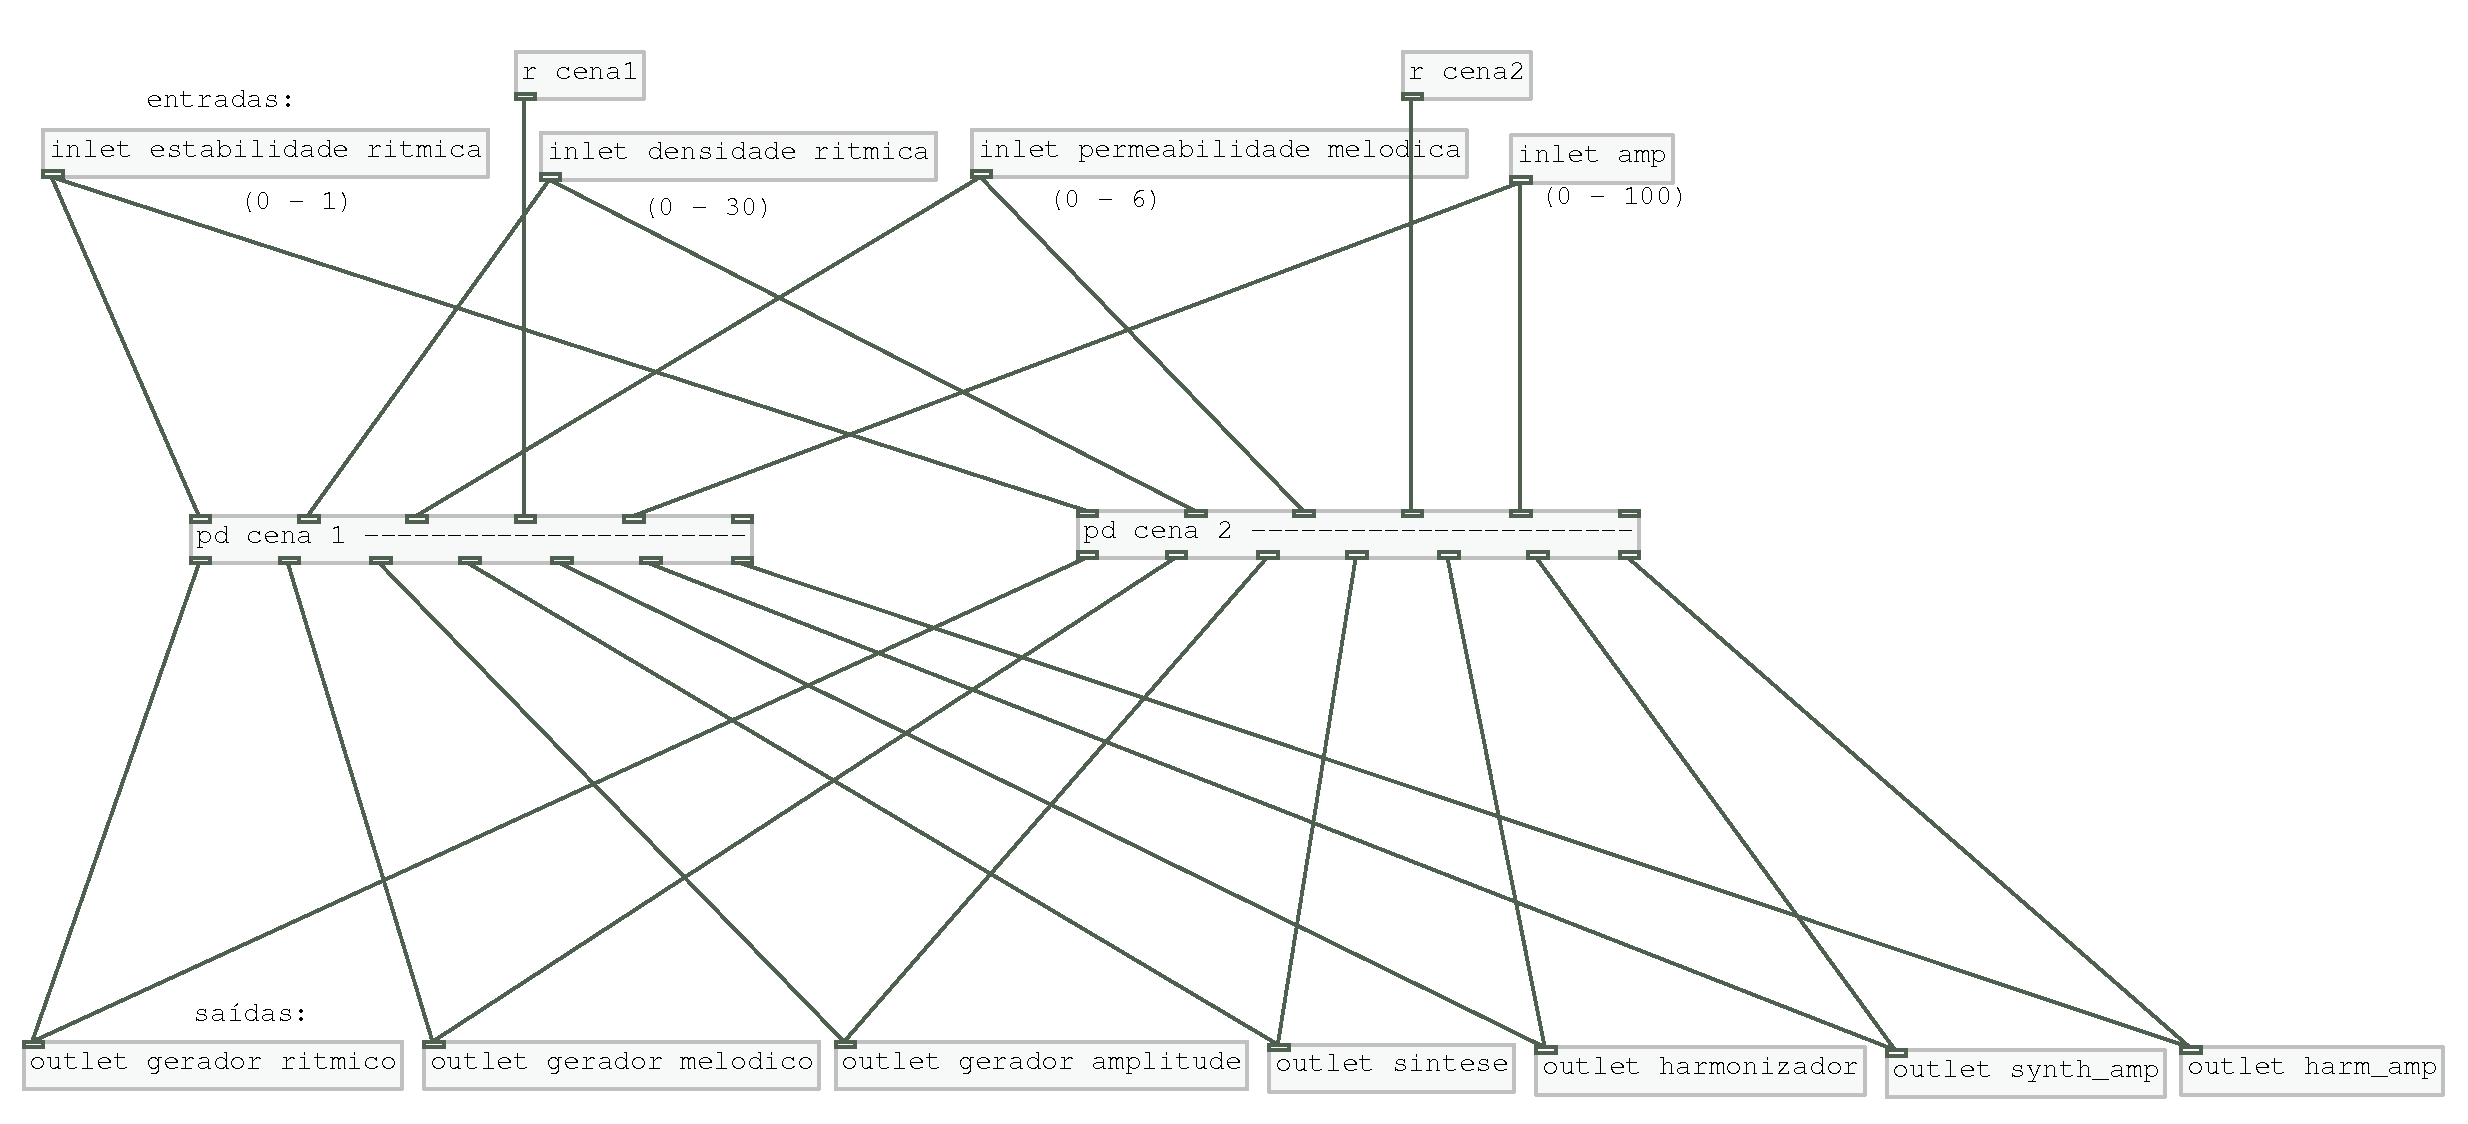 r cena1
r cena2
entradas:
inlet estabilidade ritmica
inlet densidade ritmica
inlet permeabilidade melodica
inlet amp
(0 - 1)
(0 - 30)
(0 - 6)
(0 - 100)
pd cena 1 -----------------------
pd cena 2 -----------------------
saídas:
outlet gerador ritmico
outlet gerador melodico
outlet gerador amplitude
outlet sintese
outlet harmonizador
outlet synth_amp
outlet harm_amp